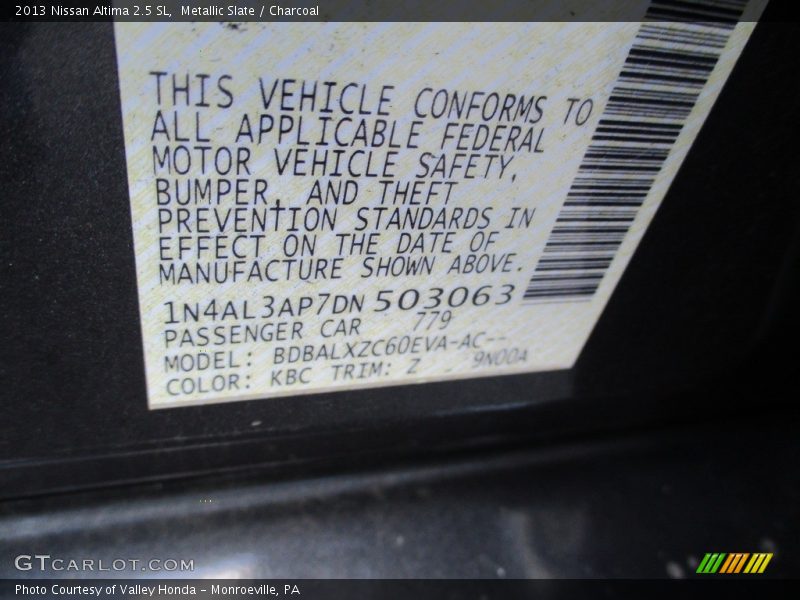 2013 Nissan Altima 2.5 SL, Metallic Slate / Charcoal
THIS VEHICLE CONFORMS TO
ALL APPLICABLE FEDERAL
MOTOR VEHICLE SAFETY,
BUMPER, AND THEFT
PREVENTION STANDARDS IN
EFFECT ON THE DATE OF
MANUFACTURE SHOWN ABOVE.
1N4AL3AP7DN503063
PASSENGER CAR 779
MODEL: BDBALXZC60EVA-AC--
COLOR: KBC TRIM: Z 9N00A
GTCARLOT.COM
Photo Courtesy of Valley Honda - Monroeville, PA